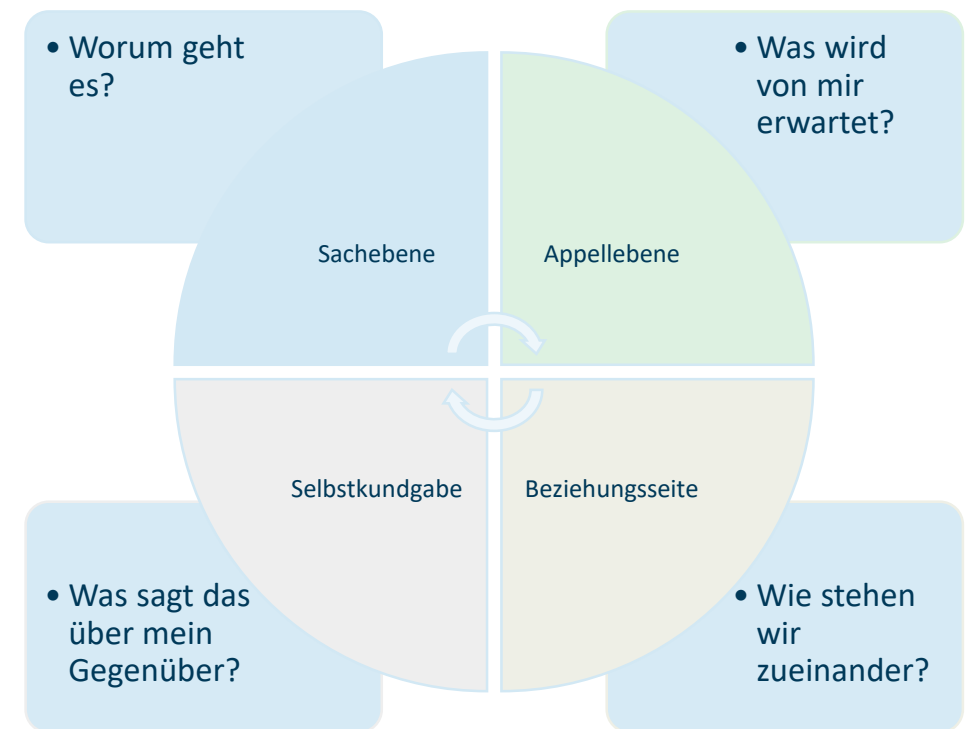 • Worum geht
es?
• Was wird
von mir
erwartet?
Sachebene
Appellebene
Selbstkundgabe
Beziehungsseite
• Was sagt das
über mein
Gegenüber?
• Wie stehen
wir
zueinander?